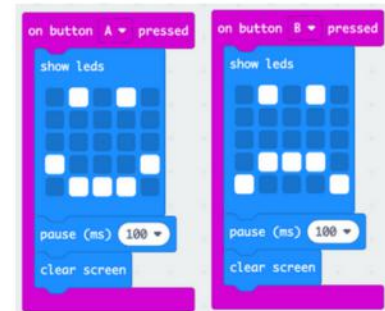 on button A pressed
show leds
pause (ms) 100
clear screen
on button B pressed
show leds
pause (ms) 100
clear screen